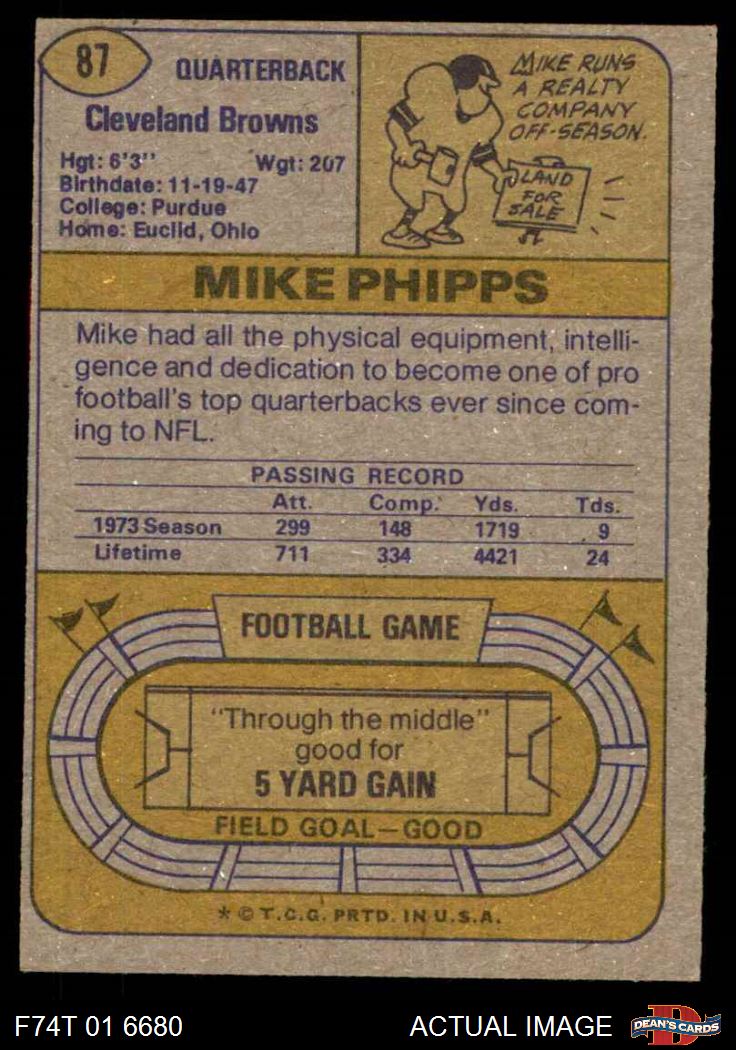 87
QUARTERBACK
Cleveland Browns
Hgt: 6'3" Wgt: 207
Birthdate: 11-19-47
College: Purdue
Home: Euclid, Ohio
MIKE RUNS
A REALTY
COMPANY
OFF-SEASON.
LAND
FOR
SALE
MIKE PHIPPS
Mike had all the physical equipment, intelli-
gence and dedication to become one of pro
football's top quarterbacks ever since com-
ing to NFL.
PASSING RECORD
Att. Comp. Yds. Tds.
1973 Season 299 148 1719 9
Lifetime 711 334 4421 24
FOOTBALL GAME
"Through the middle"
good for
5 YARD GAIN
FIELD GOAL—GOOD
* © T.C.G. PRTD. IN U.S.A.
F74T 01 6680
ACTUAL IMAGE
D
DEAN'S CARDS